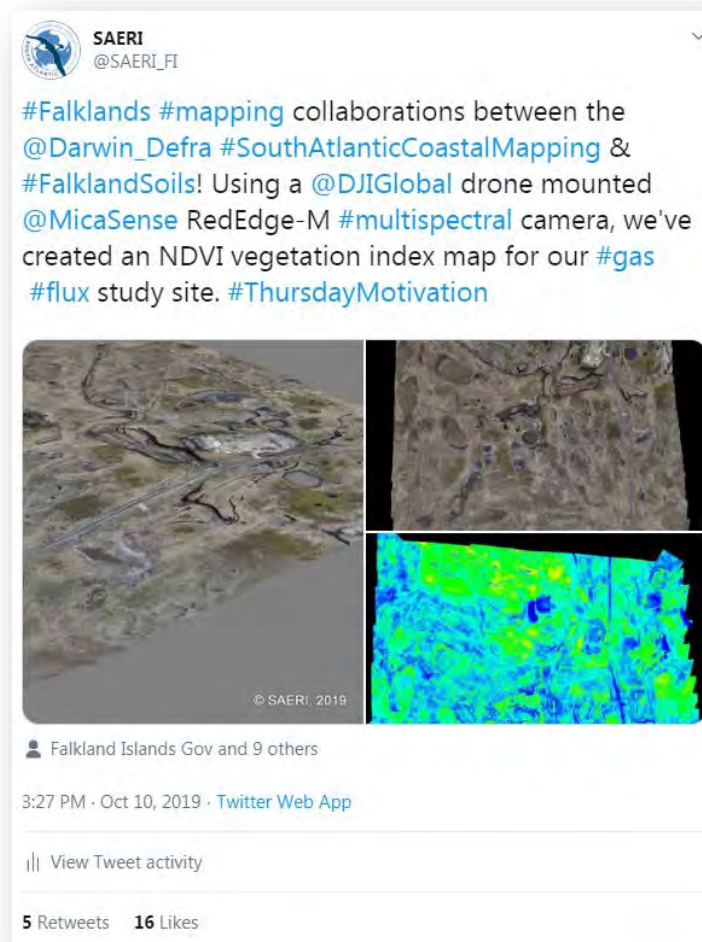 SAERI
@SAERI_FI
#Falklands #mapping collaborations between the
@Darwin_Defra #SouthAtlanticCoastalMapping &
#FalklandSoils! Using a @DJIGlobal drone mounted
@MicaSense RedEdge-M #multispectral camera, we've
created an NDVI vegetation index map for our #gas
#flux study site. #ThursdayMotivation
© SAERI, 2019
Falkland Islands Gov and 9 others
3:27 PM · Oct 10, 2019 · Twitter Web App
View Tweet activity
5 Retweets 16 Likes